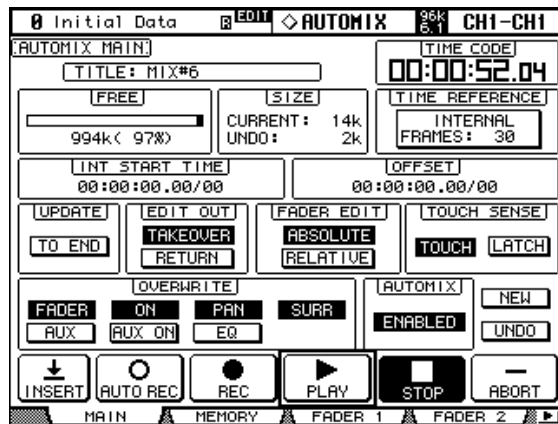 0 Initial Data EDIT AUTOMIX 96k 6.1 CH1-CH1
AUTOMIX MAIN
TITLE: MIX#6
TIME CODE
00:00:52.04
FREE
994k( 97%)
SIZE
CURRENT: 14k
UNDO: 2k
TIME REFERENCE
INTERNAL
FRAMES: 30
INT START TIME
00:00:00.00/00
OFFSET
00:00:00.00/00
UPDATE
TO END
EDIT OUT
TAKEOVER
RETURN
FADER EDIT
ABSOLUTE
RELATIVE
TOUCH SENSE
TOUCH LATCH
OVERWRITE
FADER ON PAN SURR
AUX AUX ON EQ
AUTOMIX
ENABLED
NEW
UNDO
INSERT AUTO REC REC PLAY STOP ABORT
MAIN MEMORY FADER 1 FADER 2